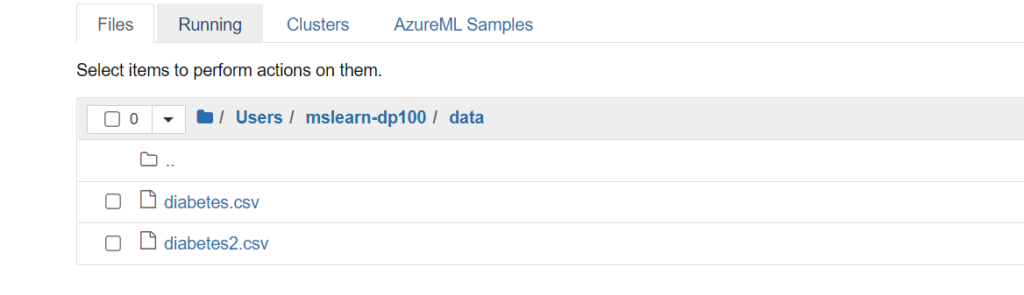 Files Running Clusters AzureML Samples
Select items to perform actions on them.
0 / Users / mslearn-dp100 / data
..
diabetes.csv
diabetes2.csv